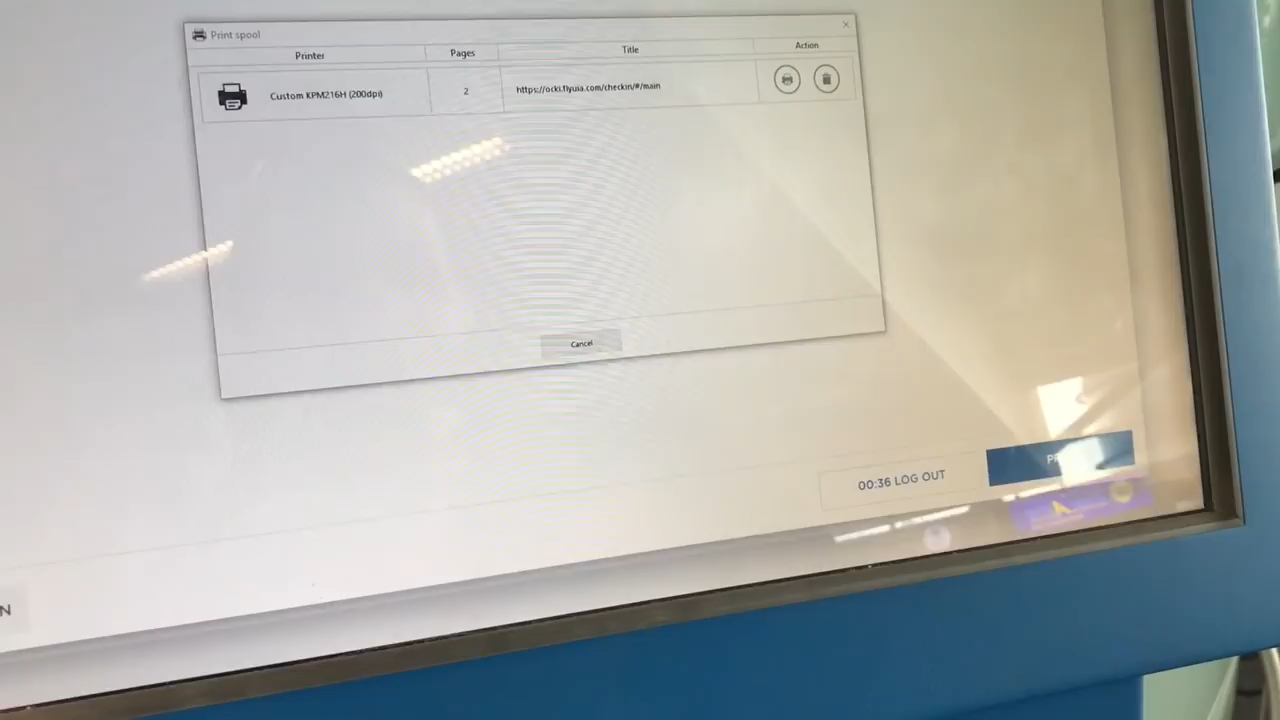 Print spool
Printer Pages Title Action
Custom KPM216H (200dpi) 2 https://ocki.flyuia.com/checkin/#/main
Cancel
00:36 LOG OUT